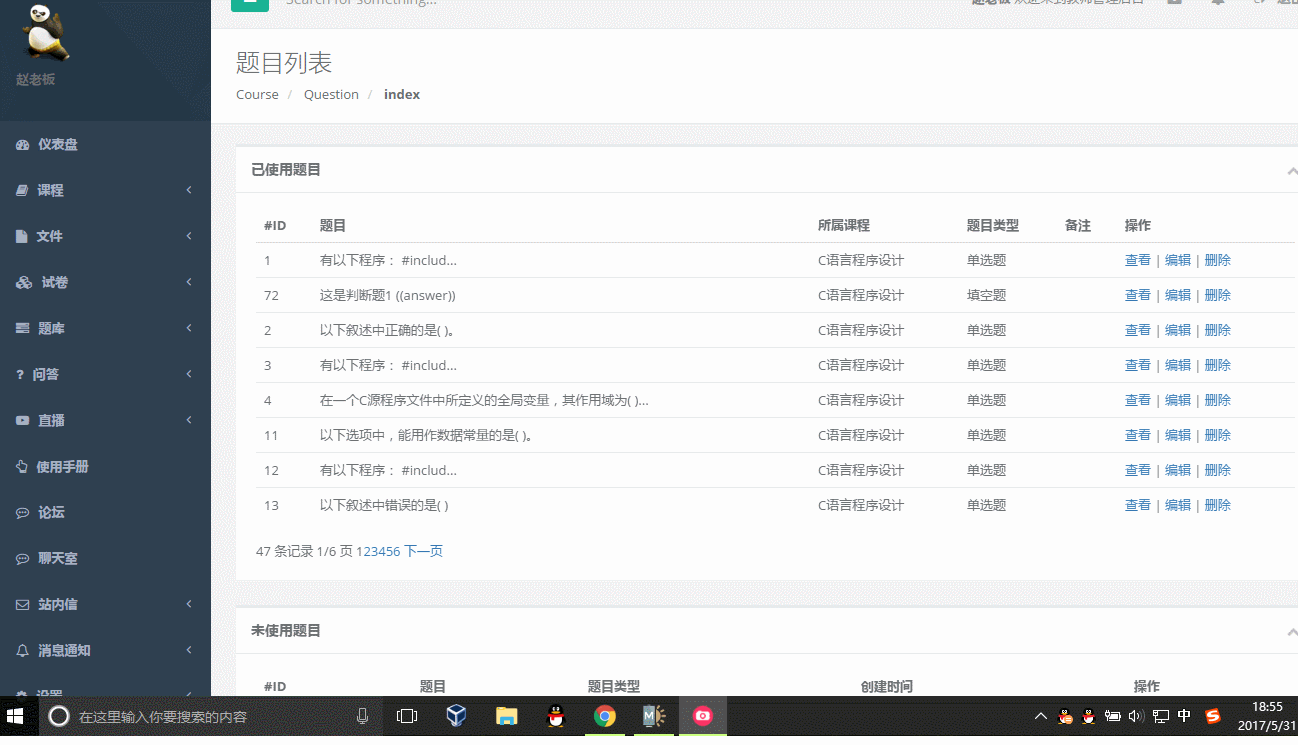 Search for something...
赵老板 欢迎来到教师管理后台
赵老板
题目列表
Course / Question / index
仪表盘
课程
文件
试卷
题库
? 问答
直播
使用手册
论坛
聊天室
站内信
消息通知
设置
已使用题目
#ID 题目 所属课程 题目类型 备注 操作
1 有以下程序： #includ... C语言程序设计 单选题 查看 | 编辑 | 删除
72 这是判断题1 ((answer)) C语言程序设计 填空题 查看 | 编辑 | 删除
2 以下叙述中正确的是( )。 C语言程序设计 单选题 查看 | 编辑 | 删除
3 有以下程序： #includ... C语言程序设计 单选题 查看 | 编辑 | 删除
4 在一个C源程序文件中所定义的全局变量，其作用域为( )... C语言程序设计 单选题 查看 | 编辑 | 删除
11 以下选项中，能用作数据常量的是( )。 C语言程序设计 单选题 查看 | 编辑 | 删除
12 有以下程序： #includ... C语言程序设计 单选题 查看 | 编辑 | 删除
13 以下叙述中错误的是( ) C语言程序设计 单选题 查看 | 编辑 | 删除
47 条记录 1/6 页 123456 下一页
未使用题目
#ID 题目 题目类型 创建时间 操作
在这里输入你要搜索的内容
中
18:55
2017/5/31